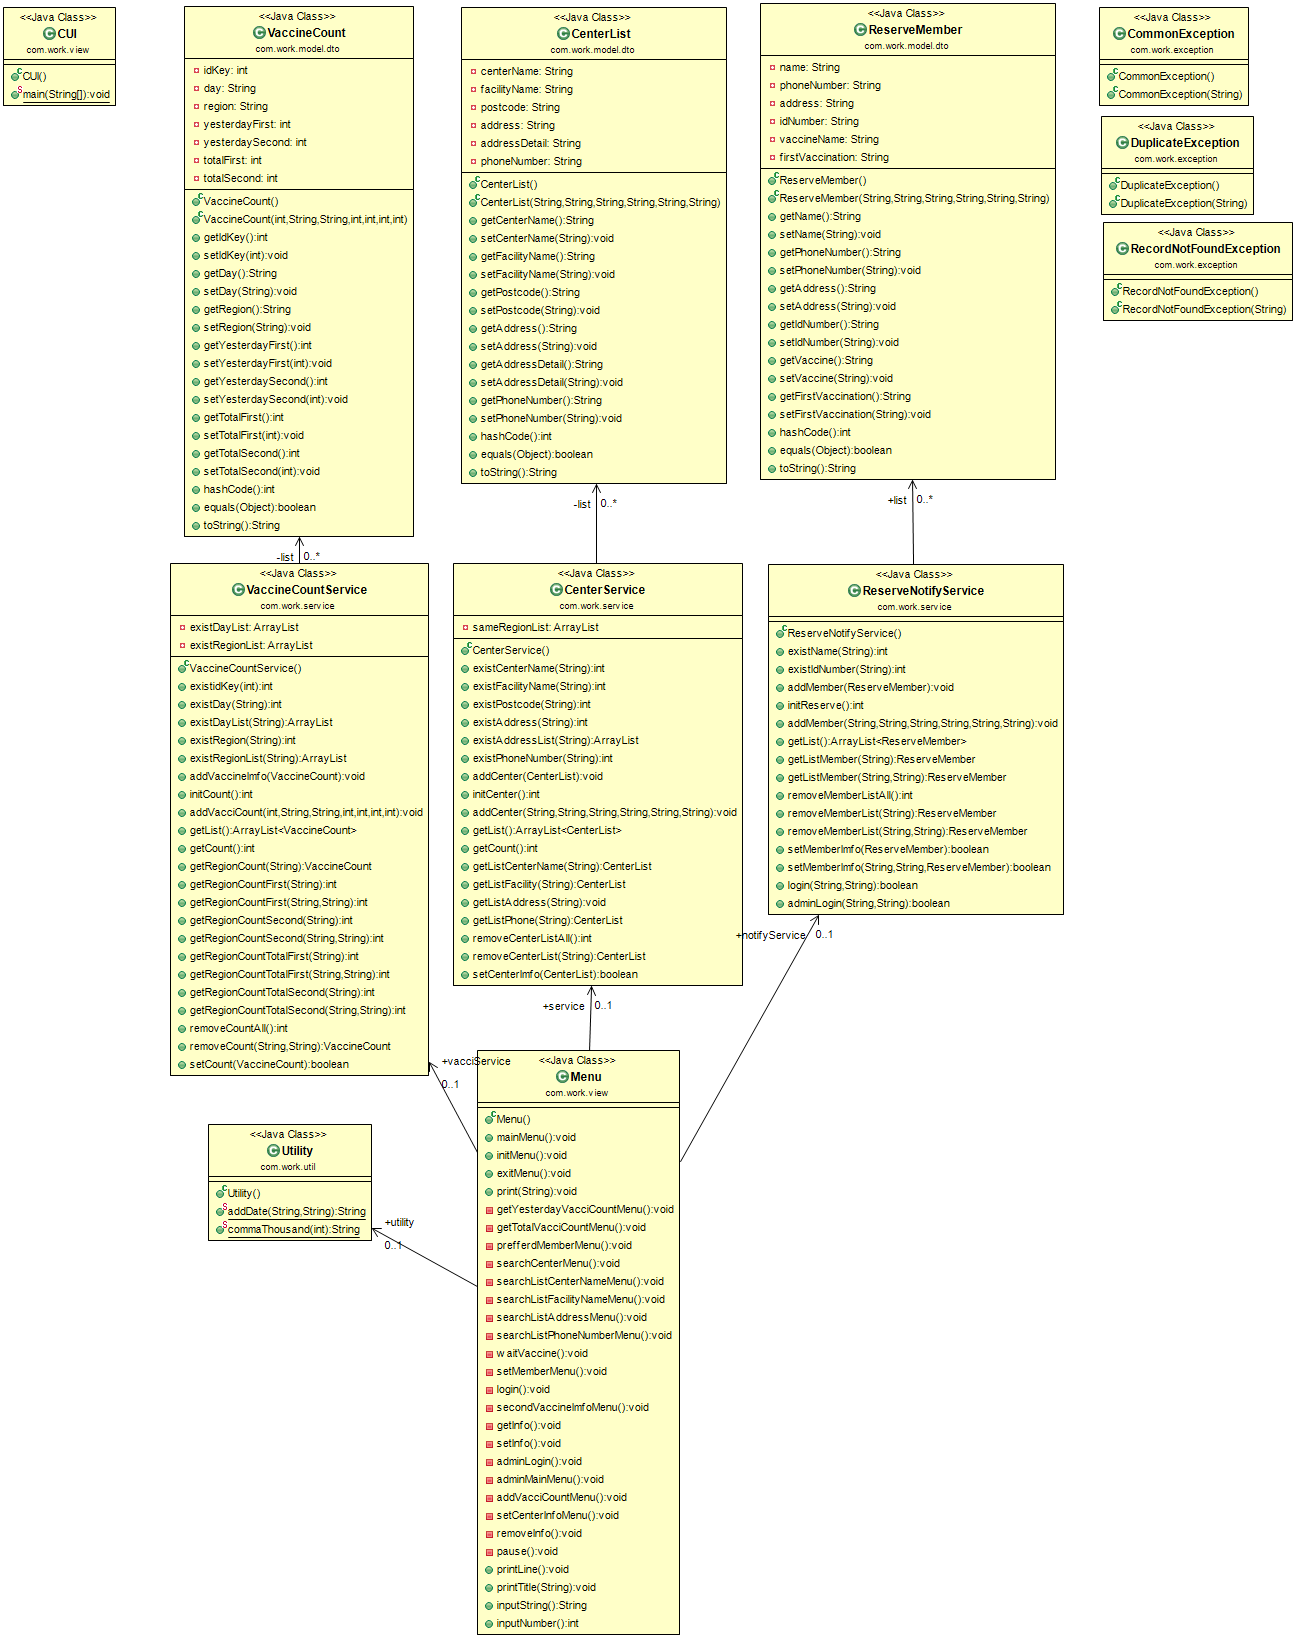 <<Java Class>>
CUI
com.work.view
CUI()
main(String[]):void
<<Java Class>>
VaccineCount
com.work.model.dto
idKey: int
day: String
region: String
yesterdayFirst: int
yesterdaySecond: int
totalFirst: int
totalSecond: int
VaccineCount()
VaccineCount(int,String,String,int,int,int,int)
getIdKey():int
setIdKey(int):void
getDay():String
setDay(String):void
getRegion():String
setRegion(String):void
getYesterdayFirst():int
setYesterdayFirst(int):void
getYesterdaySecond():int
setYesterdaySecond(int):void
getTotalFirst():int
setTotalFirst(int):void
getTotalSecond():int
setTotalSecond(int):void
hashCode():int
equals(Object):boolean
toString():String
<<Java Class>>
CenterList
com.work.model.dto
centerName: String
facilityName: String
postcode: String
address: String
addressDetail: String
phoneNumber: String
CenterList()
CenterList(String,String,String,String,String,String)
getCenterName():String
setCenterName(String):void
getFacilityName():String
setFacilityName(String):void
getPostcode():String
setPostcode(String):void
getAddress():String
setAddress(String):void
getAddressDetail():String
setAddressDetail(String):void
getPhoneNumber():String
setPhoneNumber(String):void
hashCode():int
equals(Object):boolean
toString():String
<<Java Class>>
ReserveMember
com.work.model.dto
name: String
phoneNumber: String
address: String
idNumber: String
vaccineName: String
firstVaccination: String
ReserveMember()
ReserveMember(String,String,String,String,String,String)
getName():String
setName(String):void
getPhoneNumber():String
setPhoneNumber(String):void
getAddress():String
setAddress(String):void
getIdNumber():String
setIdNumber(String):void
getVaccine():String
setVaccine(String):void
getFirstVaccination():String
setFirstVaccination(String):void
hashCode():int
equals(Object):boolean
toString():String
<<Java Class>>
CommonException
com.work.exception
CommonException()
CommonException(String)
<<Java Class>>
DuplicateException
com.work.exception
DuplicateException()
DuplicateException(String)
<<Java Class>>
RecordNotFoundException
com.work.exception
RecordNotFoundException()
RecordNotFoundException(String)
-list 0..*
-list 0..*
+list 0..*
<<Java Class>>
VaccineCountService
com.work.service
existDayList: ArrayList
existRegionList: ArrayList
VaccineCountService()
existidKey(int):int
existDay(String):int
existDayList(String):ArrayList
existRegion(String):int
existRegionList(String):ArrayList
addVaccineImfo(VaccineCount):void
initCount():int
addVacciCount(int,String,String,int,int,int,int):void
getList():ArrayList<VaccineCount>
getCount():int
getRegionCount(String):VaccineCount
getRegionCountFirst(String):int
getRegionCountFirst(String,String):int
getRegionCountSecond(String):int
getRegionCountSecond(String,String):int
getRegionCountTotalFirst(String):int
getRegionCountTotalFirst(String,String):int
getRegionCountTotalSecond(String):int
getRegionCountTotalSecond(String,String):int
removeCountAll():int
removeCount(String,String):VaccineCount
setCount(VaccineCount):boolean
<<Java Class>>
CenterService
com.work.service
sameRegionList: ArrayList
CenterService()
existCenterName(String):int
existFacilityName(String):int
existPostcode(String):int
existAddress(String):int
existAddressList(String):ArrayList
existPhoneNumber(String):int
addCenter(CenterList):void
initCenter():int
addCenter(String,String,String,String,String,String):void
getList():ArrayList<CenterList>
getCount():int
getListCenterName(String):CenterList
getListFacility(String):CenterList
getListAddress(String):void
getListPhone(String):CenterList
removeCenterListAll():int
removeCenterList(String):CenterList
setCenterImfo(CenterList):boolean
<<Java Class>>
ReserveNotifyService
com.work.service
ReserveNotifyService()
existName(String):int
existIdNumber(String):int
addMember(ReserveMember):void
initReserve():int
addMember(String,String,String,String,String,String):void
getList():ArrayList<ReserveMember>
getListMember(String):ReserveMember
getListMember(String,String):ReserveMember
removeMemberListAll():int
removeMemberList(String):ReserveMember
removeMemberList(String,String):ReserveMember
setMemberImfo(ReserveMember):boolean
setMemberImfo(String,String,ReserveMember):boolean
login(String,String):boolean
adminLogin(String,String):boolean
+notifyService 0..1
+service 0..1
+vacciService
0..1
<<Java Class>>
Utility
com.work.util
Utility()
addDate(String,String):String
commaThousand(int):String
+utility
0..1
<<Java Class>>
Menu
com.work.view
Menu()
mainMenu():void
initMenu():void
exitMenu():void
print(String):void
getYesterdayVacciCountMenu():void
getTotalVacciCountMenu():void
prefferdMemberMenu():void
searchCenterMenu():void
searchListCenterNameMenu():void
searchListFacilityNameMenu():void
searchListAddressMenu():void
searchListPhoneNumberMenu():void
waitVaccine():void
setMemberMenu():void
login():void
secondVaccineImfoMenu():void
getInfo():void
setInfo():void
adminLogin():void
adminMainMenu():void
addVacciCountMenu():void
setCenterInfoMenu():void
removeInfo():void
pause():void
printLine():void
printTitle(String):void
inputString():String
inputNumber():int